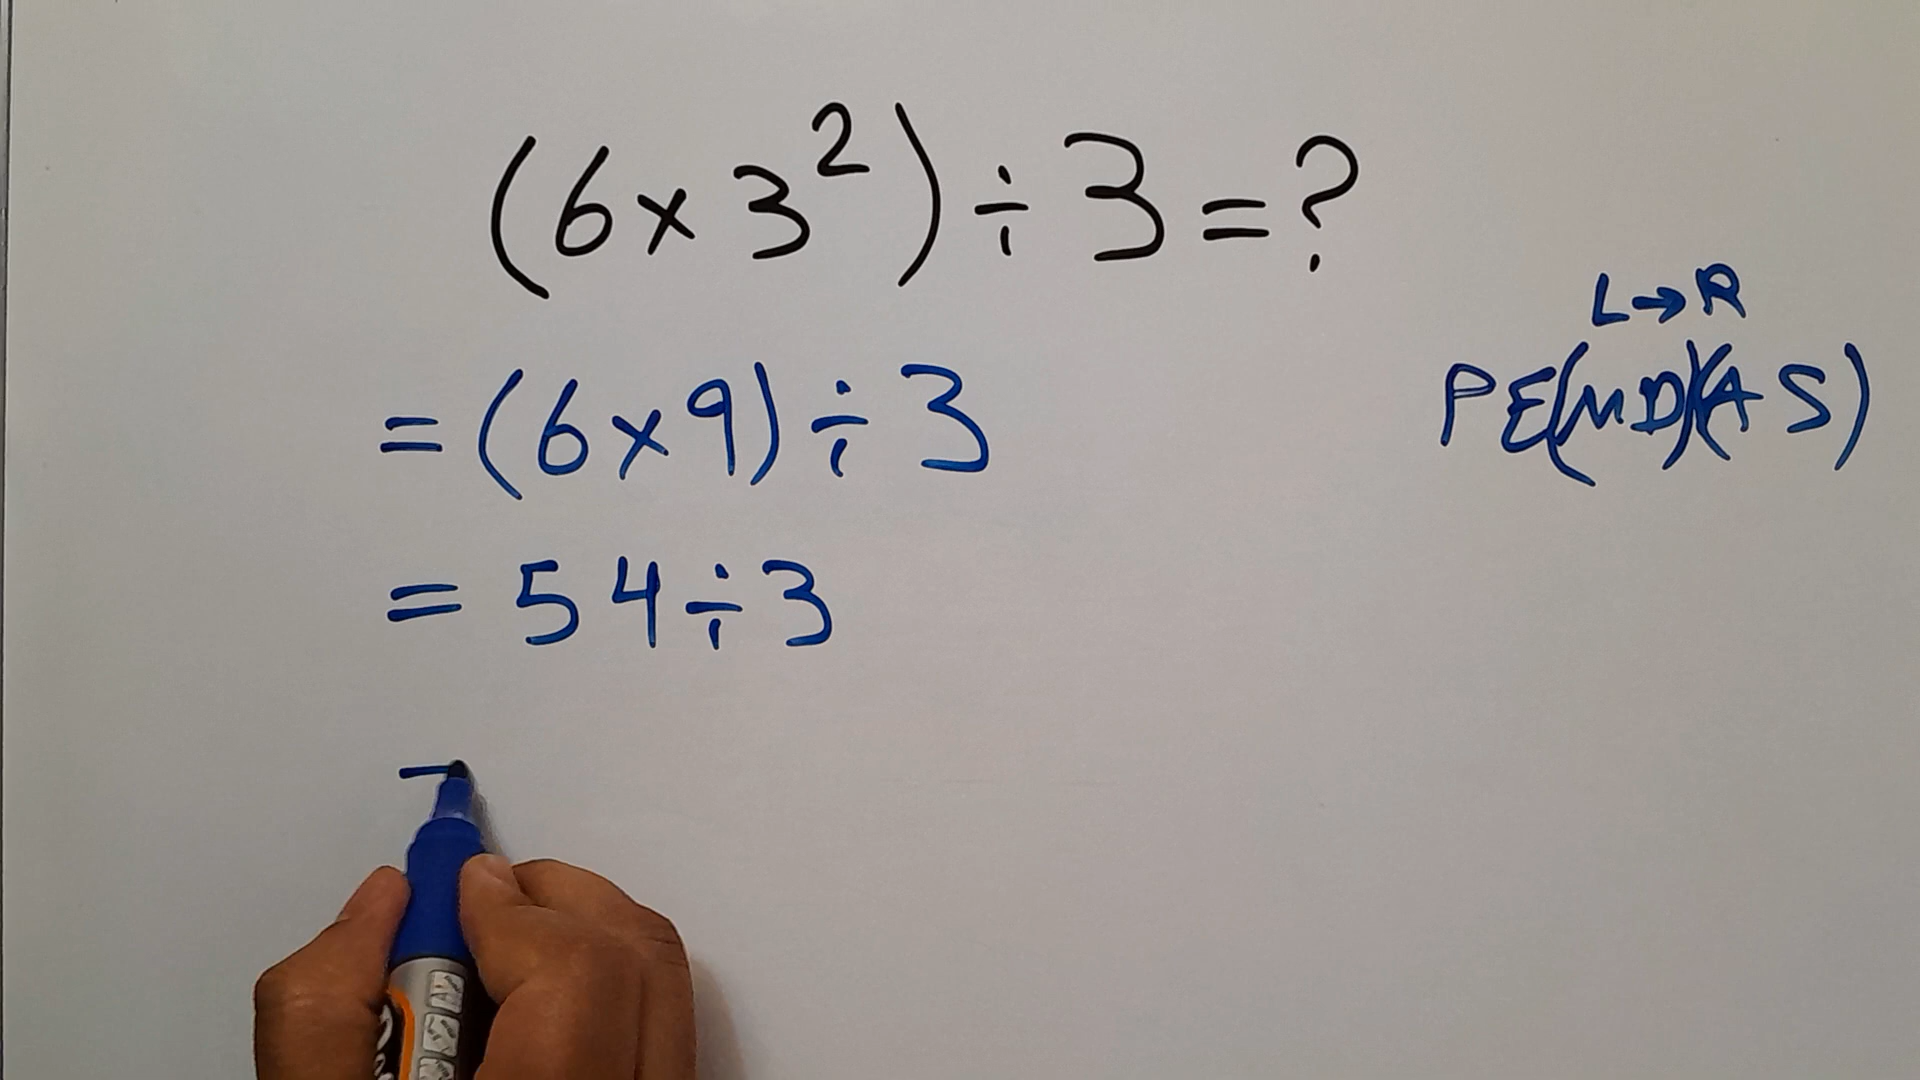 (6×3²)÷3=?
L→R
PE(MD)(AS)
=(6×9)÷3
=54÷3